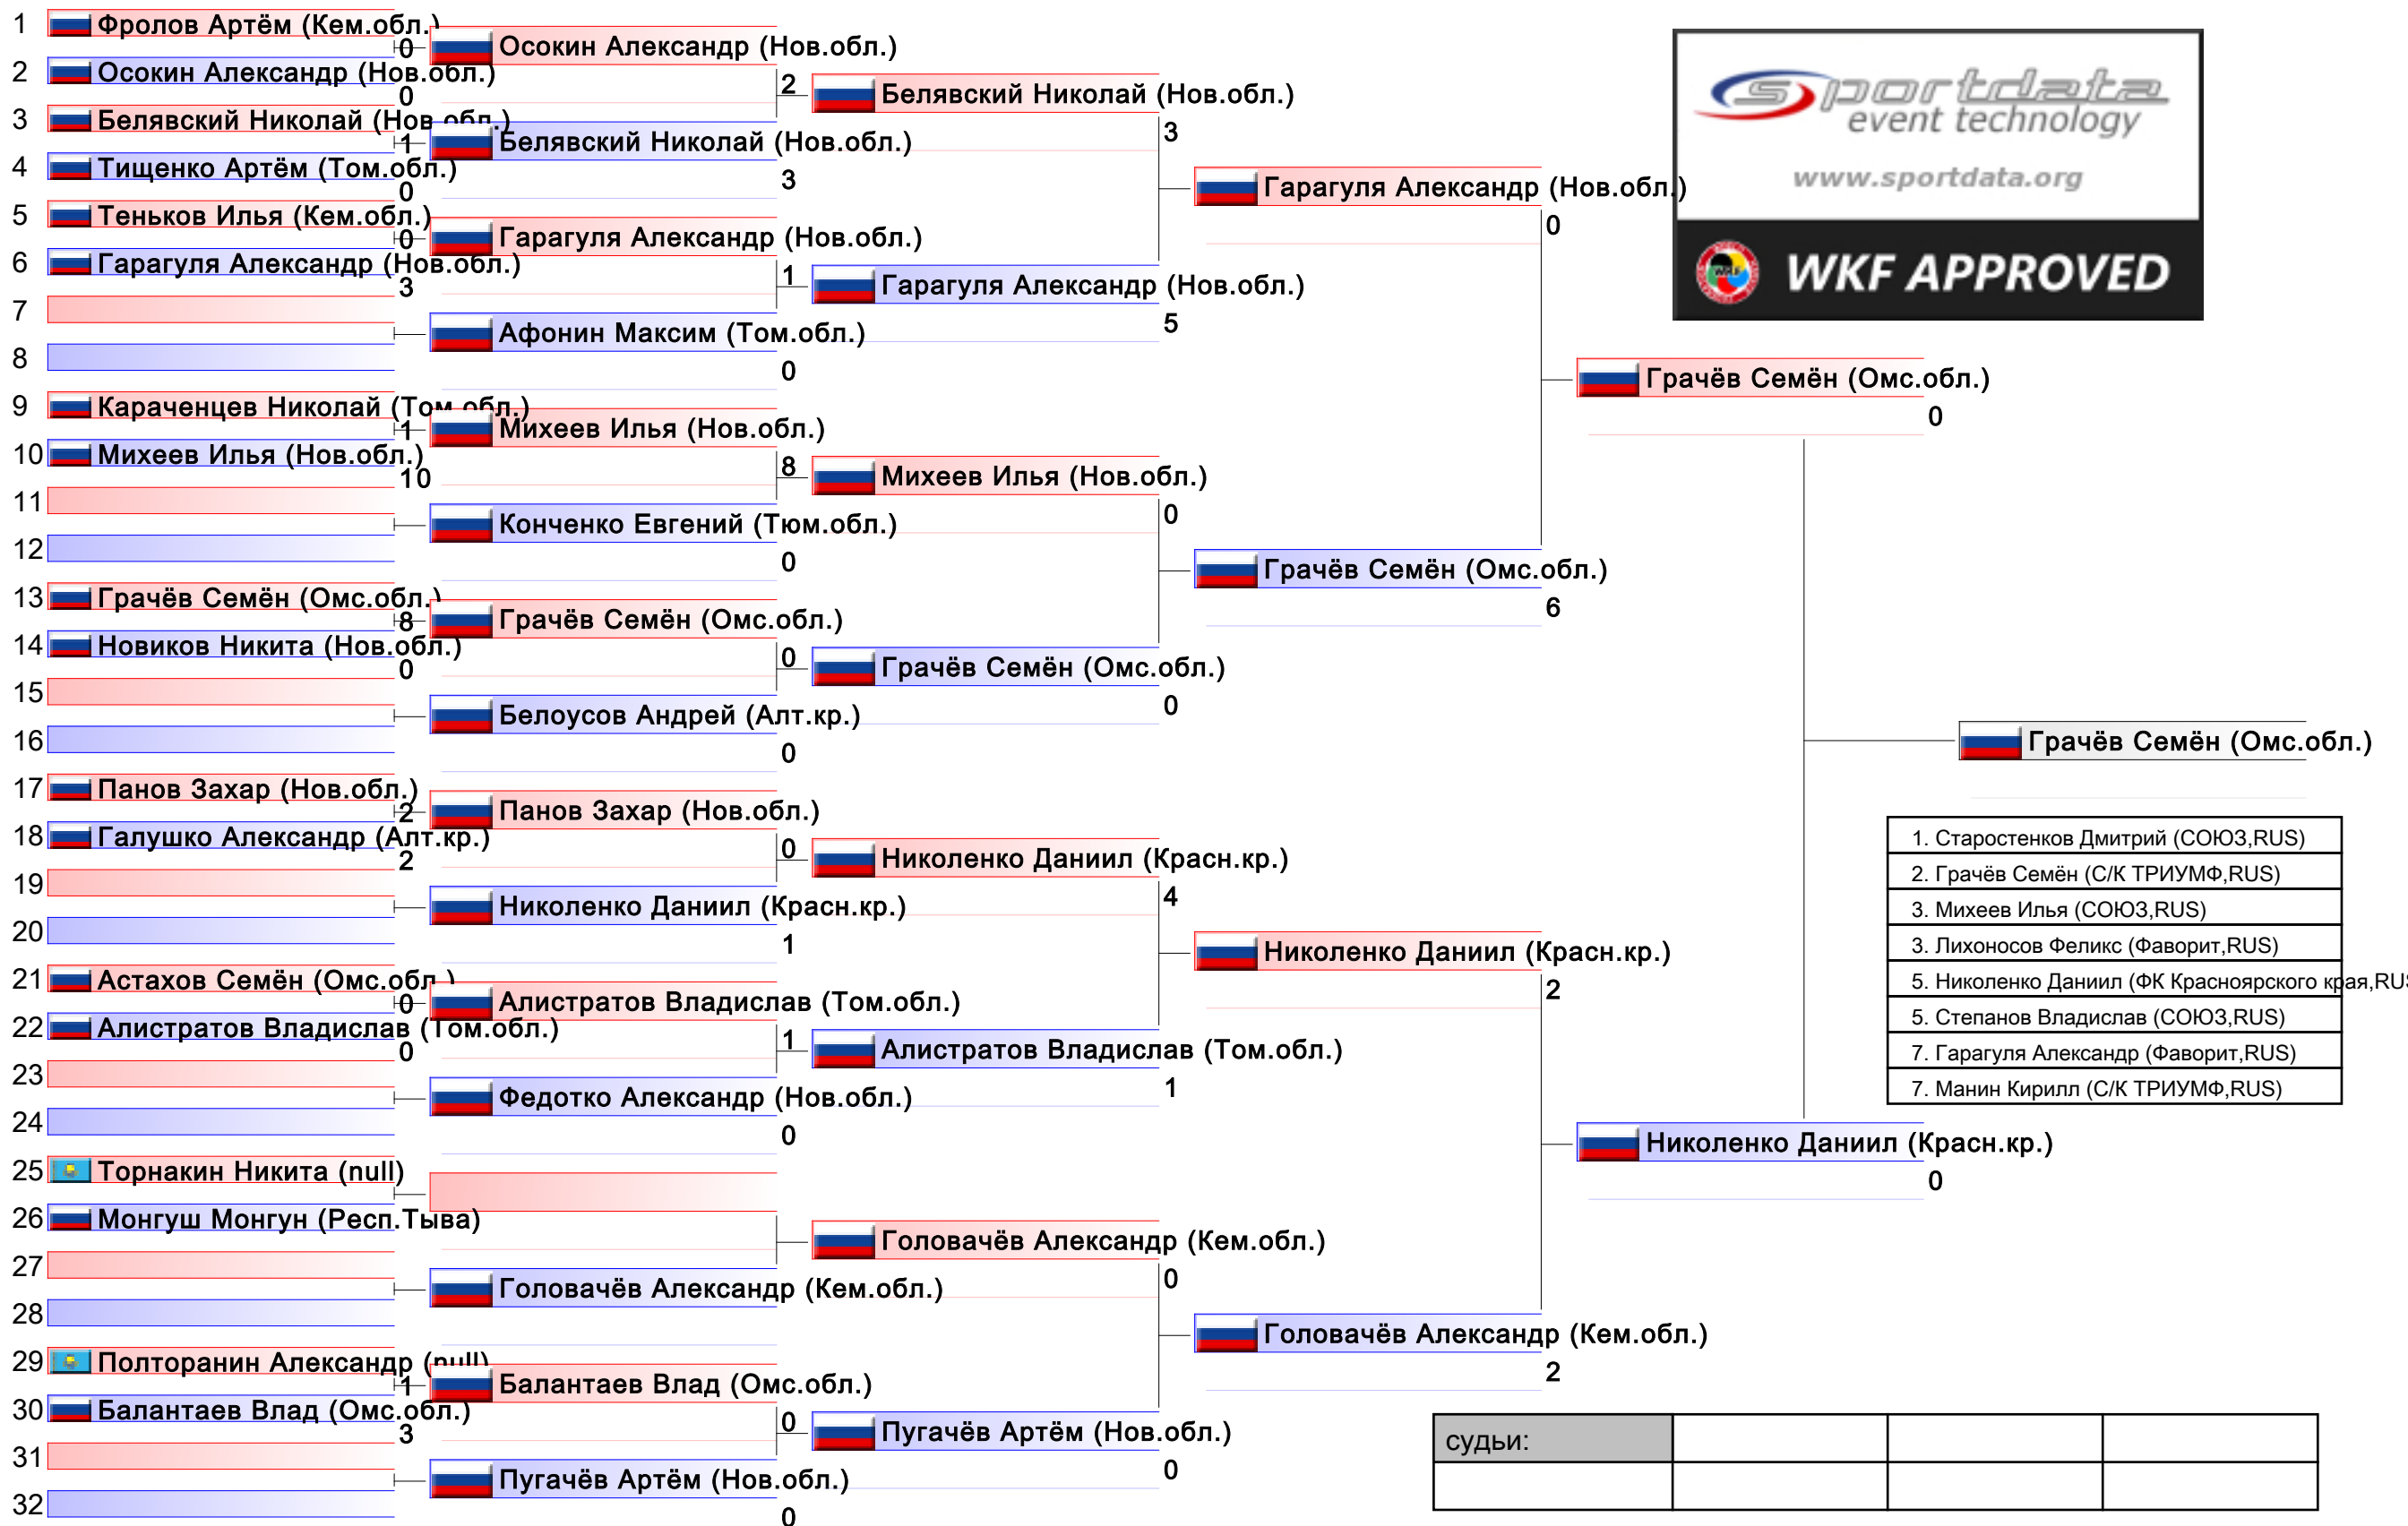 1 Фролов Артём (Кем.обл.)
0
2 Осокин Александр (Нов.обл.)
0
3 Белявский Николай (Нов.обл.)
1
4 Тищенко Артём (Том.обл.)
0
5 Теньков Илья (Кем.обл.)
0
6 Гарагуля Александр (Нов.обл.)
3
7
8
9 Караченцев Николай (Том.обл.)
1
10 Михеев Илья (Нов.обл.)
10
11
12
13 Грачёв Семён (Омс.обл.)
8
14 Новиков Никита (Нов.обл.)
0
15
16
17 Панов Захар (Нов.обл.)
2
18 Галушко Александр (Алт.кр.)
2
19
20
21 Астахов Семён (Омс.обл.)
0
22 Алистратов Владислав (Том.обл.)
0
23
24
25 Торнакин Никита (null)
26 Монгуш Монгун (Респ.Тыва)
27
28
29 Полторанин Александр (null)
1
30 Балантаев Влад (Омс.обл.)
3
31
32
Осокин Александр (Нов.обл.)
2
Белявский Николай (Нов.обл.)
3
Гарагуля Александр (Нов.обл.)
1
Афонин Максим (Том.обл.)
0
Михеев Илья (Нов.обл.)
8
Конченко Евгений (Тюм.обл.)
0
Грачёв Семён (Омс.обл.)
0
Белоусов Андрей (Алт.кр.)
0
Панов Захар (Нов.обл.)
0
Николенко Даниил (Красн.кр.)
1
Алистратов Владислав (Том.обл.)
1
Федотко Александр (Нов.обл.)
0
Головачёв Александр (Кем.обл.)
Балантаев Влад (Омс.обл.)
0
Пугачёв Артём (Нов.обл.)
0
Белявский Николай (Нов.обл.)
3
Гарагуля Александр (Нов.обл.)
5
Михеев Илья (Нов.обл.)
0
Грачёв Семён (Омс.обл.)
0
Николенко Даниил (Красн.кр.)
4
Алистратов Владислав (Том.обл.)
1
Головачёв Александр (Кем.обл.)
0
Пугачёв Артём (Нов.обл.)
0
Гарагуля Александр (Нов.обл.)
0
Грачёв Семён (Омс.обл.)
6
Николенко Даниил (Красн.кр.)
2
Головачёв Александр (Кем.обл.)
2
Грачёв Семён (Омс.обл.)
0
Николенко Даниил (Красн.кр.)
0
Грачёв Семён (Омс.обл.)
sportdata
event technology
www.sportdata.org
WKF
WKF APPROVED
1. Старостенков Дмитрий (СОЮЗ,RUS)
2. Грачёв Семён (С/К ТРИУМФ,RUS)
3. Михеев Илья (СОЮЗ,RUS)
3. Лихоносов Феликс (Фаворит,RUS)
5. Николенко Даниил (ФК Красноярского края,RUS
5. Степанов Владислав (СОЮЗ,RUS)
7. Гарагуля Александр (Фаворит,RUS)
7. Манин Кирилл (С/К ТРИУМФ,RUS)
судьи: